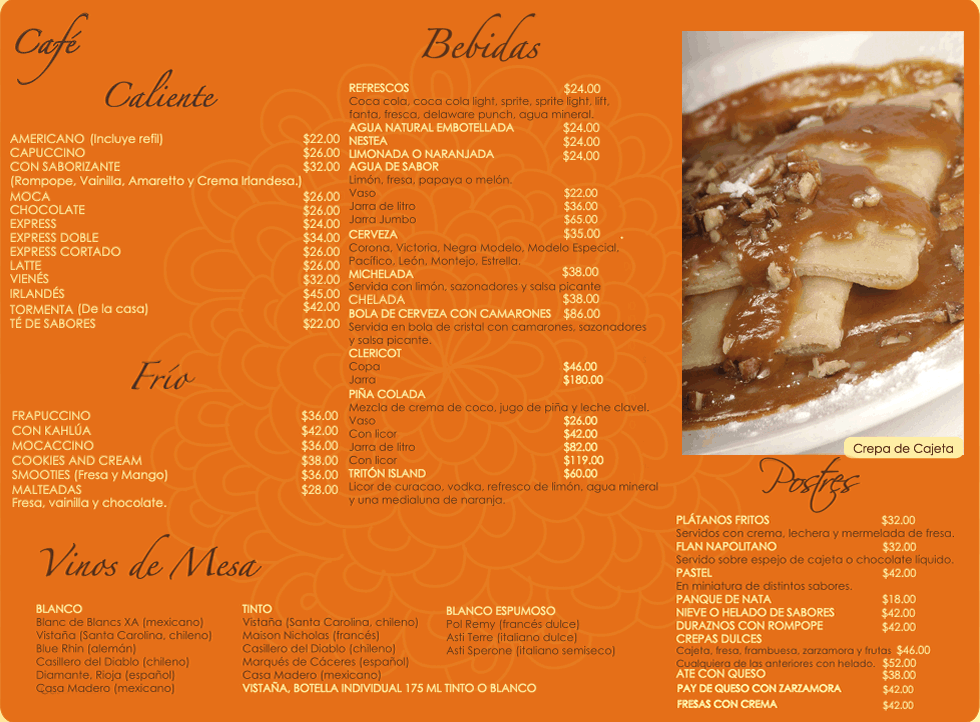 Café
Caliente
AMERICANO (Incluye refil) $22.00
CAPUCCINO $26.00
CON SABORIZANTE $32.00
(Rompope, Vainilla, Amaretto y Crema Irlandesa.)
MOCA $26.00
CHOCOLATE $26.00
EXPRESS $24.00
EXPRESS DOBLE $34.00
EXPRESS CORTADO $26.00
LATTE $26.00
VIENÉS $32.00
IRLANDÉS $45.00
TORMENTA (De la casa) $42.00
TÉ DE SABORES $22.00
Frío
FRAPUCCINO $36.00
CON KAHLÚA $42.00
MOCACCINO $36.00
COOKIES AND CREAM $38.00
SMOOTIES (Fresa y Mango) $36.00
MALTEADAS $28.00
Fresa, vainilla y chocolate.
Bebidas
REFRESCOS $24.00
Coca cola, coca cola light, sprite, sprite light, lift,
fanta, fresca, delaware punch, agua mineral.
AGUA NATURAL EMBOTELLADA $24.00
NESTEA $24.00
LIMONADA O NARANJADA $24.00
AGUA DE SABOR
Limón, fresa, papaya o melón.
Vaso $22.00
Jarra de litro $36.00
Jarra Jumbo $65.00
CERVEZA $35.00 .
Corona, Victoria, Negra Modelo, Modelo Especial,
Pacífico, León, Montejo, Estrella.
MICHELADA $38.00
Servida con limón, sazonadores y salsa picante
CHELADA $38.00
BOLA DE CERVEZA CON CAMARONES $86.00
Servida en bola de cristal con camarones, sazonadores
y salsa picante.
CLERICOT
Copa $46.00
Jarra $180.00
PIÑA COLADA
Mezcla de crema de coco, jugo de piña y leche clavel.
Vaso $26.00
Con licor $42.00
Jarra de litro $82.00
Con licor $119.00
TRITÓN ISLAND $60.00
Licor de curacao, vodka, refresco de limón, agua mineral
y una medialuna de naranja.
Crepa de Cajeta
Postres
PLÁTANOS FRITOS $32.00
Servidos con crema, lechera y mermelada de fresa.
FLAN NAPOLITANO $32.00
Servido sobre espejo de cajeta o chocolate líquido.
PASTEL $42.00
En miniatura de distintos sabores.
PANQUE DE NATA $18.00
NIEVE O HELADO DE SABORES $42.00
DURAZNOS CON ROMPOPE $42.00
CREPAS DULCES
Cajeta, fresa, frambuesa, zarzamora y frutas $46.00
Cualquiera de las anteriores con helado. $52.00
ATE CON QUESO $38.00
PAY DE QUESO CON ZARZAMORA $42.00
FRESAS CON CREMA $42.00
Vinos de Mesa
BLANCO
Blanc de Blancs XA (mexicano)
Vistaña (Santa Carolina, chileno)
Blue Rhin (alemán)
Casillero del Diablo (chileno)
Diamante, Rioja (español)
Casa Madero (mexicano)
TINTO
Vistaña (Santa Carolina, chileno)
Maison Nicholas (francés)
Casillero del Diablo (chileno)
Marqués de Cáceres (español)
Casa Madero (mexicano)
VISTAÑA, BOTELLA INDIVIDUAL 175 ML TINTO O BLANCO
BLANCO ESPUMOSO
Pol Remy (francés dulce)
Asti Terre (italiano dulce)
Asti Sperone (italiano semiseco)